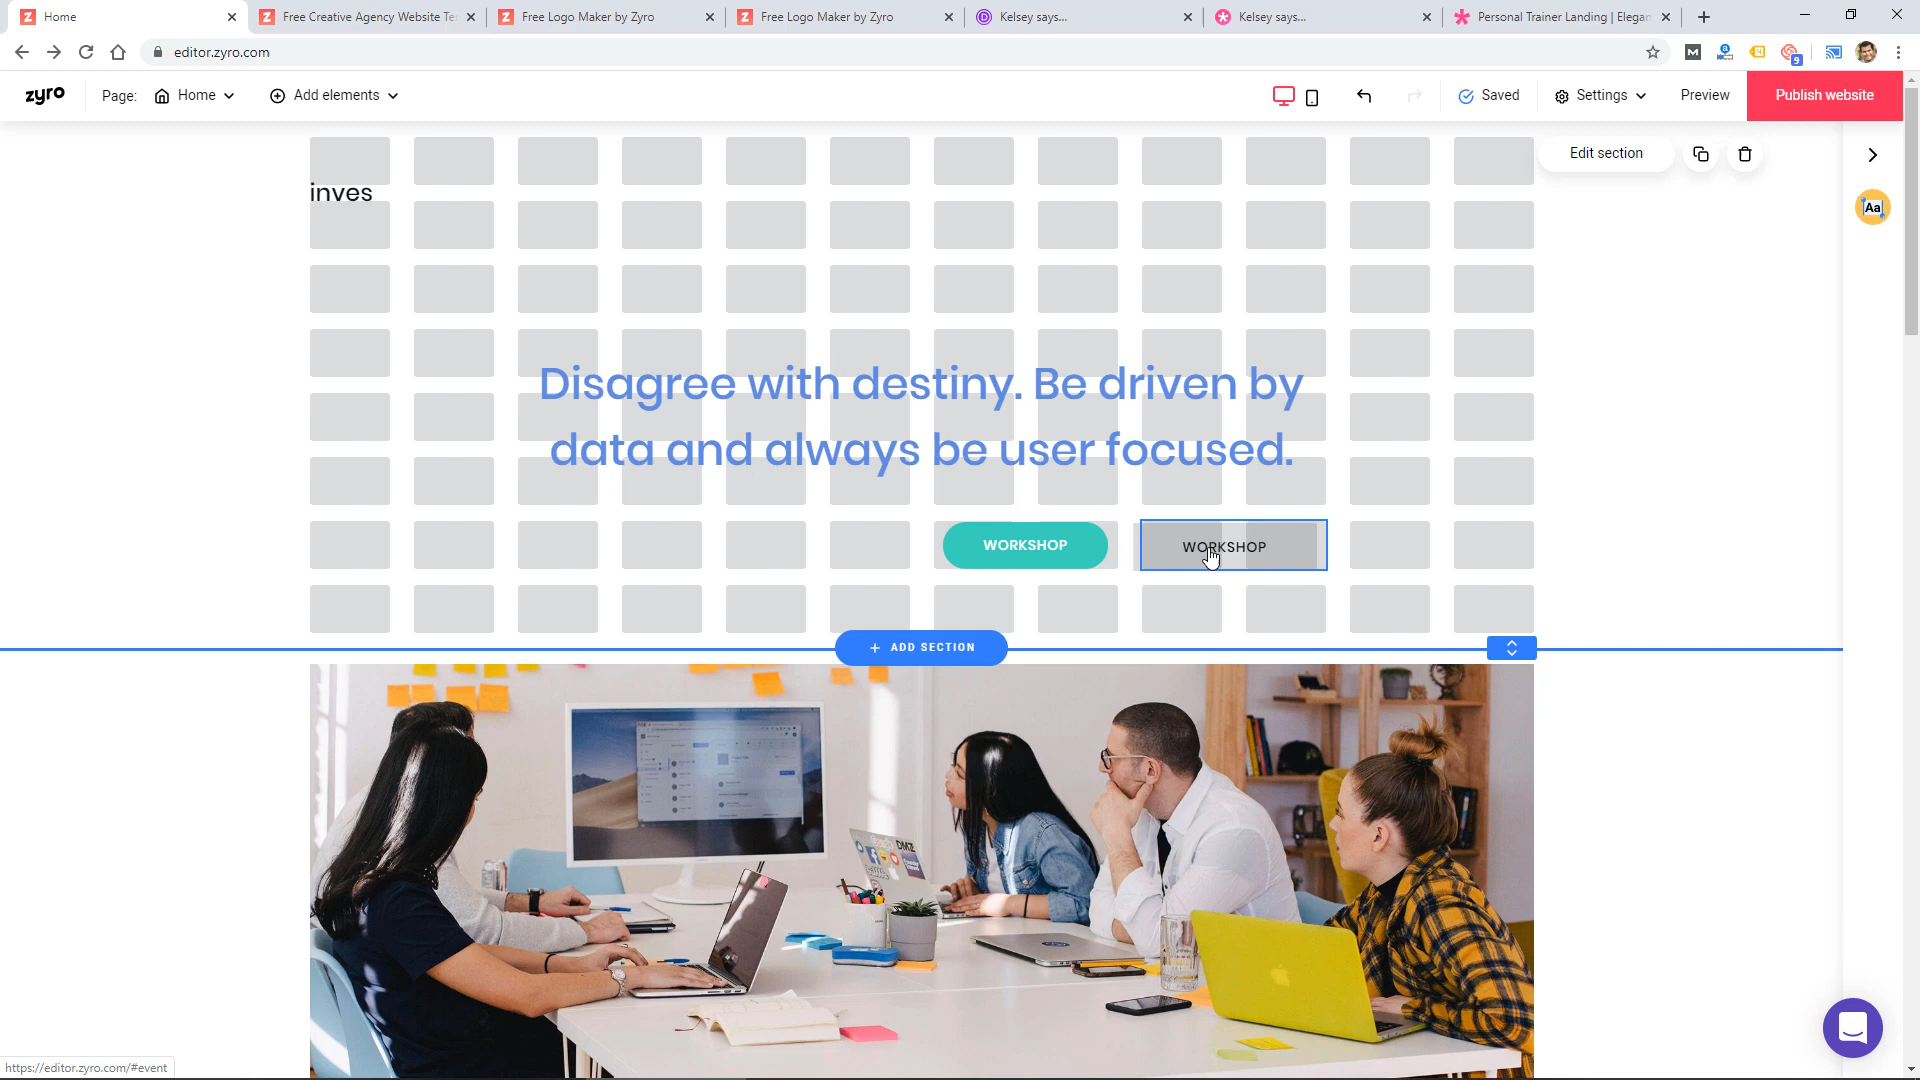 Home
Free Creative Agency Website Te
Free Logo Maker by Zyro
Free Logo Maker by Zyro
Kelsey says...
Kelsey says...
Personal Trainer Landing | Elegan
editor.zyro.com
9
zyro
Page:
Home
Add elements
Saved
Settings
Preview
Publish website
Edit section
inves
Aa
Disagree with destiny. Be driven by
data and always be user focused.
WORKSHOP
WORKSHOP
+ ADD SECTION
DMZ
https://editor.zyro.com/#event